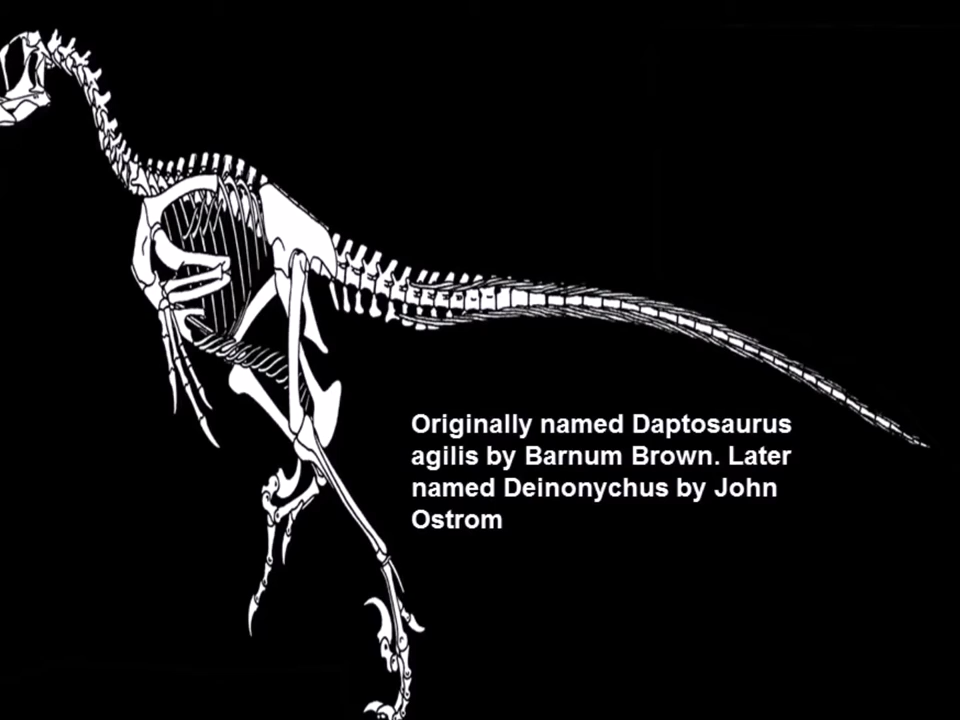 Originally named Daptosaurus
agilis by Barnum Brown. Later
named Deinonychus by John
Ostrom